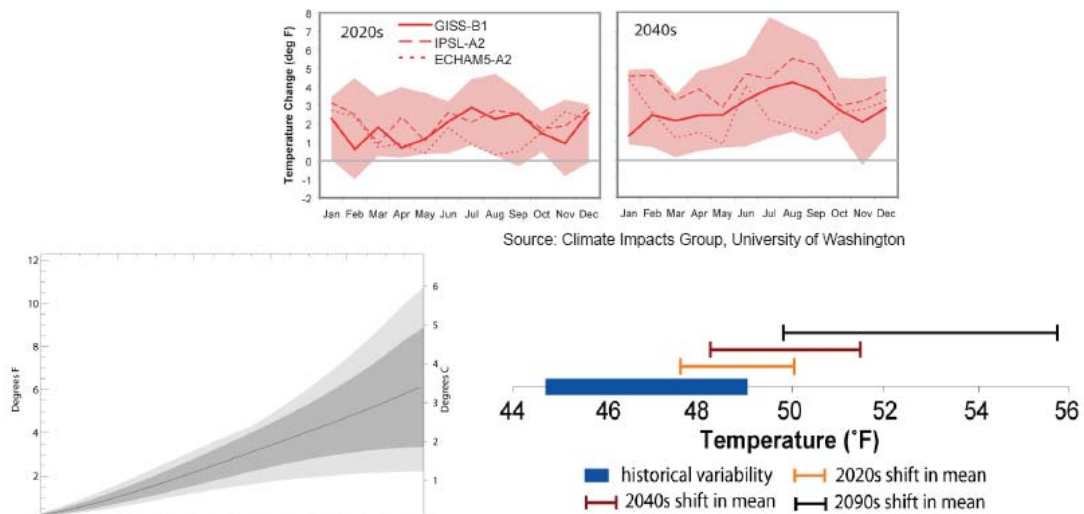 8
7
6
5
4
3
2
1
0
-1
-2
Temperature Change (deg F)
2020s
GISS-B1
IPSL-A2
ECHAM5-A2
Jan Feb Mar Apr May Jun Jul Aug Sep Oct Nov Dec
2040s
Jan Feb Mar Apr May Jun Jul Aug Sep Oct Nov Dec
Source: Climate Impacts Group, University of Washington
12
10
8
6
4
2
Degrees F
6
5
4
3
2
1
Degrees C
44 46 48 50 52 54 56
Temperature (˚F)
historical variability
2020s shift in mean
2040s shift in mean
2090s shift in mean